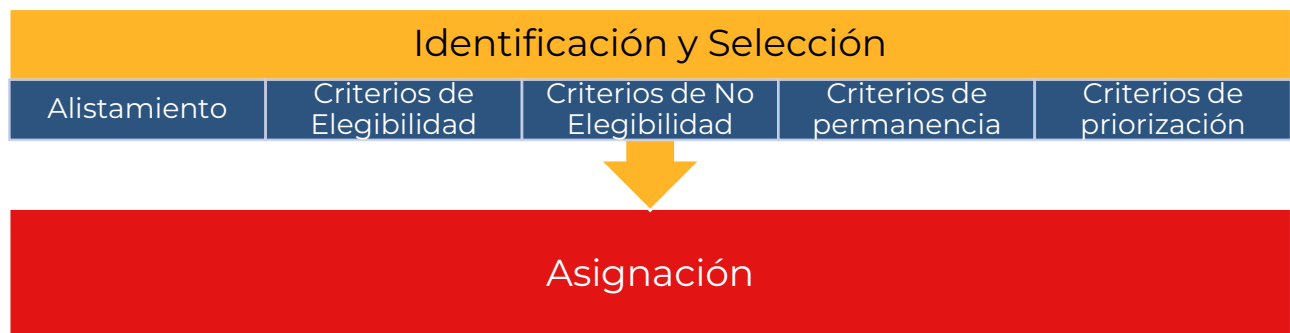 Identificación y Selección
Alistamiento
Criterios de
Elegibilidad
Criterios de No
Elegibilidad
Criterios de
permanencia
Criterios de
priorización
Asignación